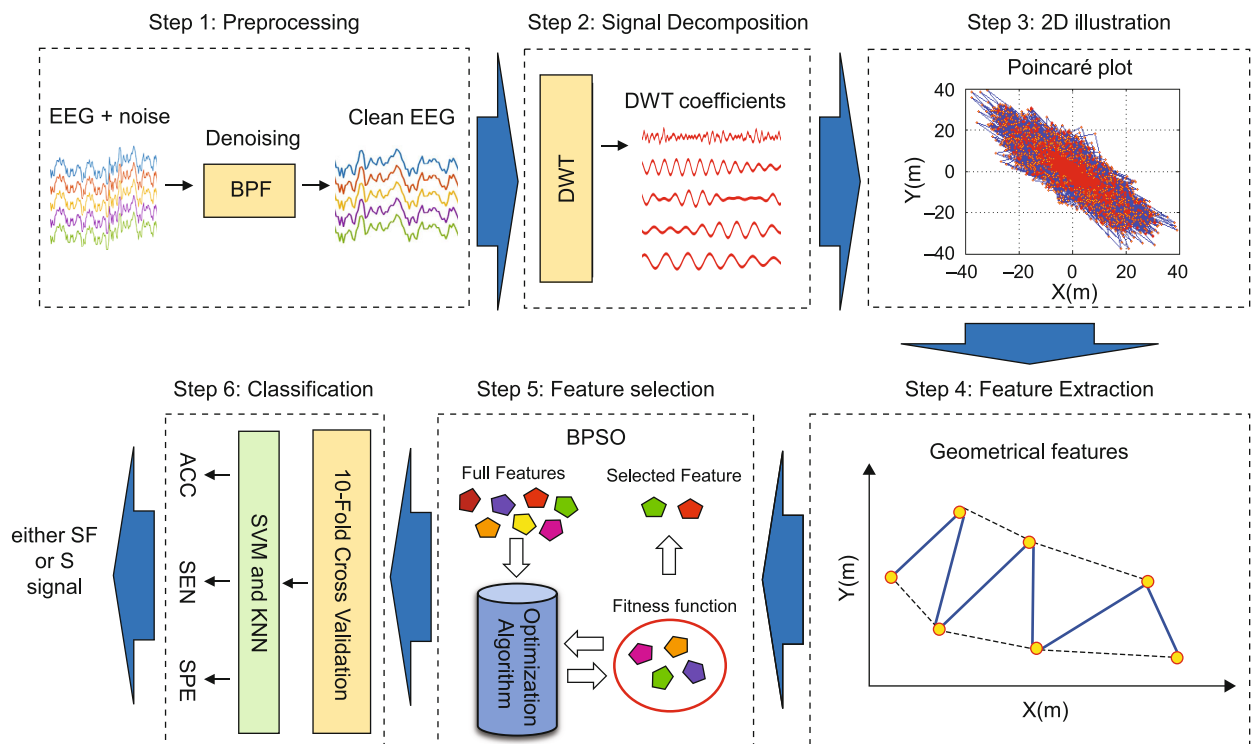 Step 1: Preprocessing
EEG + noise
Denoising
BPF
Clean EEG
Step 2: Signal Decomposition
DWT
DWT coefficients
Step 3: 2D illustration
Poincaré plot
40
20
0
–20
–40
–40
–20
0
20
40
Y(m)
X(m)
Step 4: Feature Extraction
Geometrical features
Y(m)
X(m)
Step 5: Feature selection
BPSO
Full Features
Selected Feature
Fitness function
Optimization
Algorithm
Step 6: Classification
10-Fold Cross Validation
SVM and KNN
ACC
SEN
SPE
either SF
or S
signal